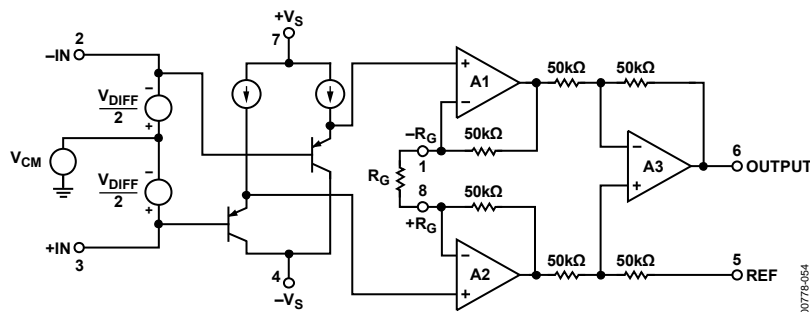 +VS
7
2
–IN
VDIFF
2
–
+
VCM
VDIFF
2
–
+
+IN
3
4
–VS
+
–
A1
50kΩ
50kΩ
50kΩ
–RG
1
RG
8
+RG
50kΩ
–
+
A2
50kΩ
50kΩ
–
+
A3
6
OUTPUT
5
REF
00778-054